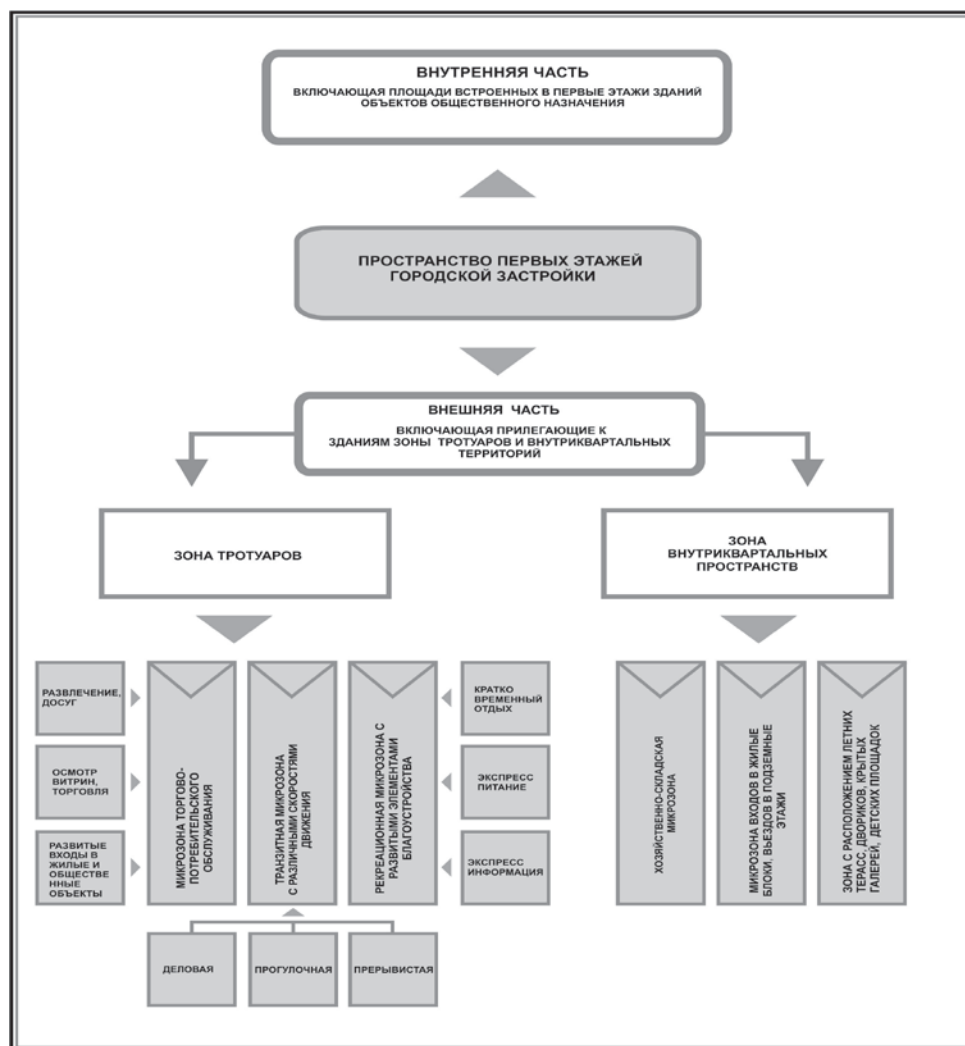 ВНУТРЕННЯЯ ЧАСТЬ
ВКЛЮЧАЮЩАЯ ПЛОЩАДИ ВСТРОЕННЫХ В ПЕРВЫЕ ЭТАЖИ ЗДАНИЙ
ОБЪЕКТОВ ОБЩЕСТВЕННОГО НАЗНАЧЕНИЯ
ПРОСТРАНСТВО ПЕРВЫХ ЭТАЖЕЙ
ГОРОДСКОЙ ЗАСТРОЙКИ
ВНЕШНЯЯ ЧАСТЬ
ВКЛЮЧАЮЩАЯ ПРИЛЕГАЮЩИЕ К
ЗДАНИЯМ ЗОНЫ ТРОТУАРОВ И ВНУТРИКВАРТАЛЬНЫХ
ТЕРРИТОРИЙ
ЗОНА ТРОТУАРОВ
ЗОНА
ВНУТРИКВАРТАЛЬНЫХ
ПРОСТРАНСТВ
РАЗВЛЕЧЕНИЕ,
ДОСУГ
ОСМОТР
ВИТРИН,
ТОРГОВЛЯ
РАЗВИТЫЕ
ВХОДЫ В
ЖИЛЫЕ И
ОБЩЕСТВЕ
ННЫЕ
ОБЪЕКТЫ
МИКРОЗОНА ТОРГОВО-
ПОТРЕБИТЕЛЬСКОГО
ОБСЛУЖИВАНИЯ
ТРАНЗИТНАЯ МИКРОЗОНА
С РАЗЛИЧНЫМИ СКОРОСТЯМИ
ДВИЖЕНИЯ
РЕКРЕАЦИОННАЯ МИКРОЗОНА С
РАЗВИТЫМИ ЭЛЕМЕНТАМИ
БЛАГОУСТРОЙСТВА
КРАТКО
ВРЕМЕННЫЙ
ОТДЫХ
ЭКСПРЕСС
ПИТАНИЕ
ЭКСПРЕСС
ИНФОРМАЦИЯ
ХОЗЯЙСТВЕННО-СКЛАДСКАЯ
МИКРОЗОНА
МИКРОЗОНА ВХОДОВ В ЖИЛЫЕ
БЛОКИ, ВЫЕЗДОВ В ПОДЗЕМНЫЕ
ЭТАЖИ
ЗОНА С РАСПОЛОЖЕНИЕМ ЛЕТНИХ
ТЕРАСС, ДВОРИКОВ, КРЫТЫХ
ГАЛЕРЕЙ, ДЕТСКИХ ПЛОЩАДОК
ДЕЛОВАЯ
ПРОГУЛОЧНАЯ
ПРЕРЫВИСТАЯ